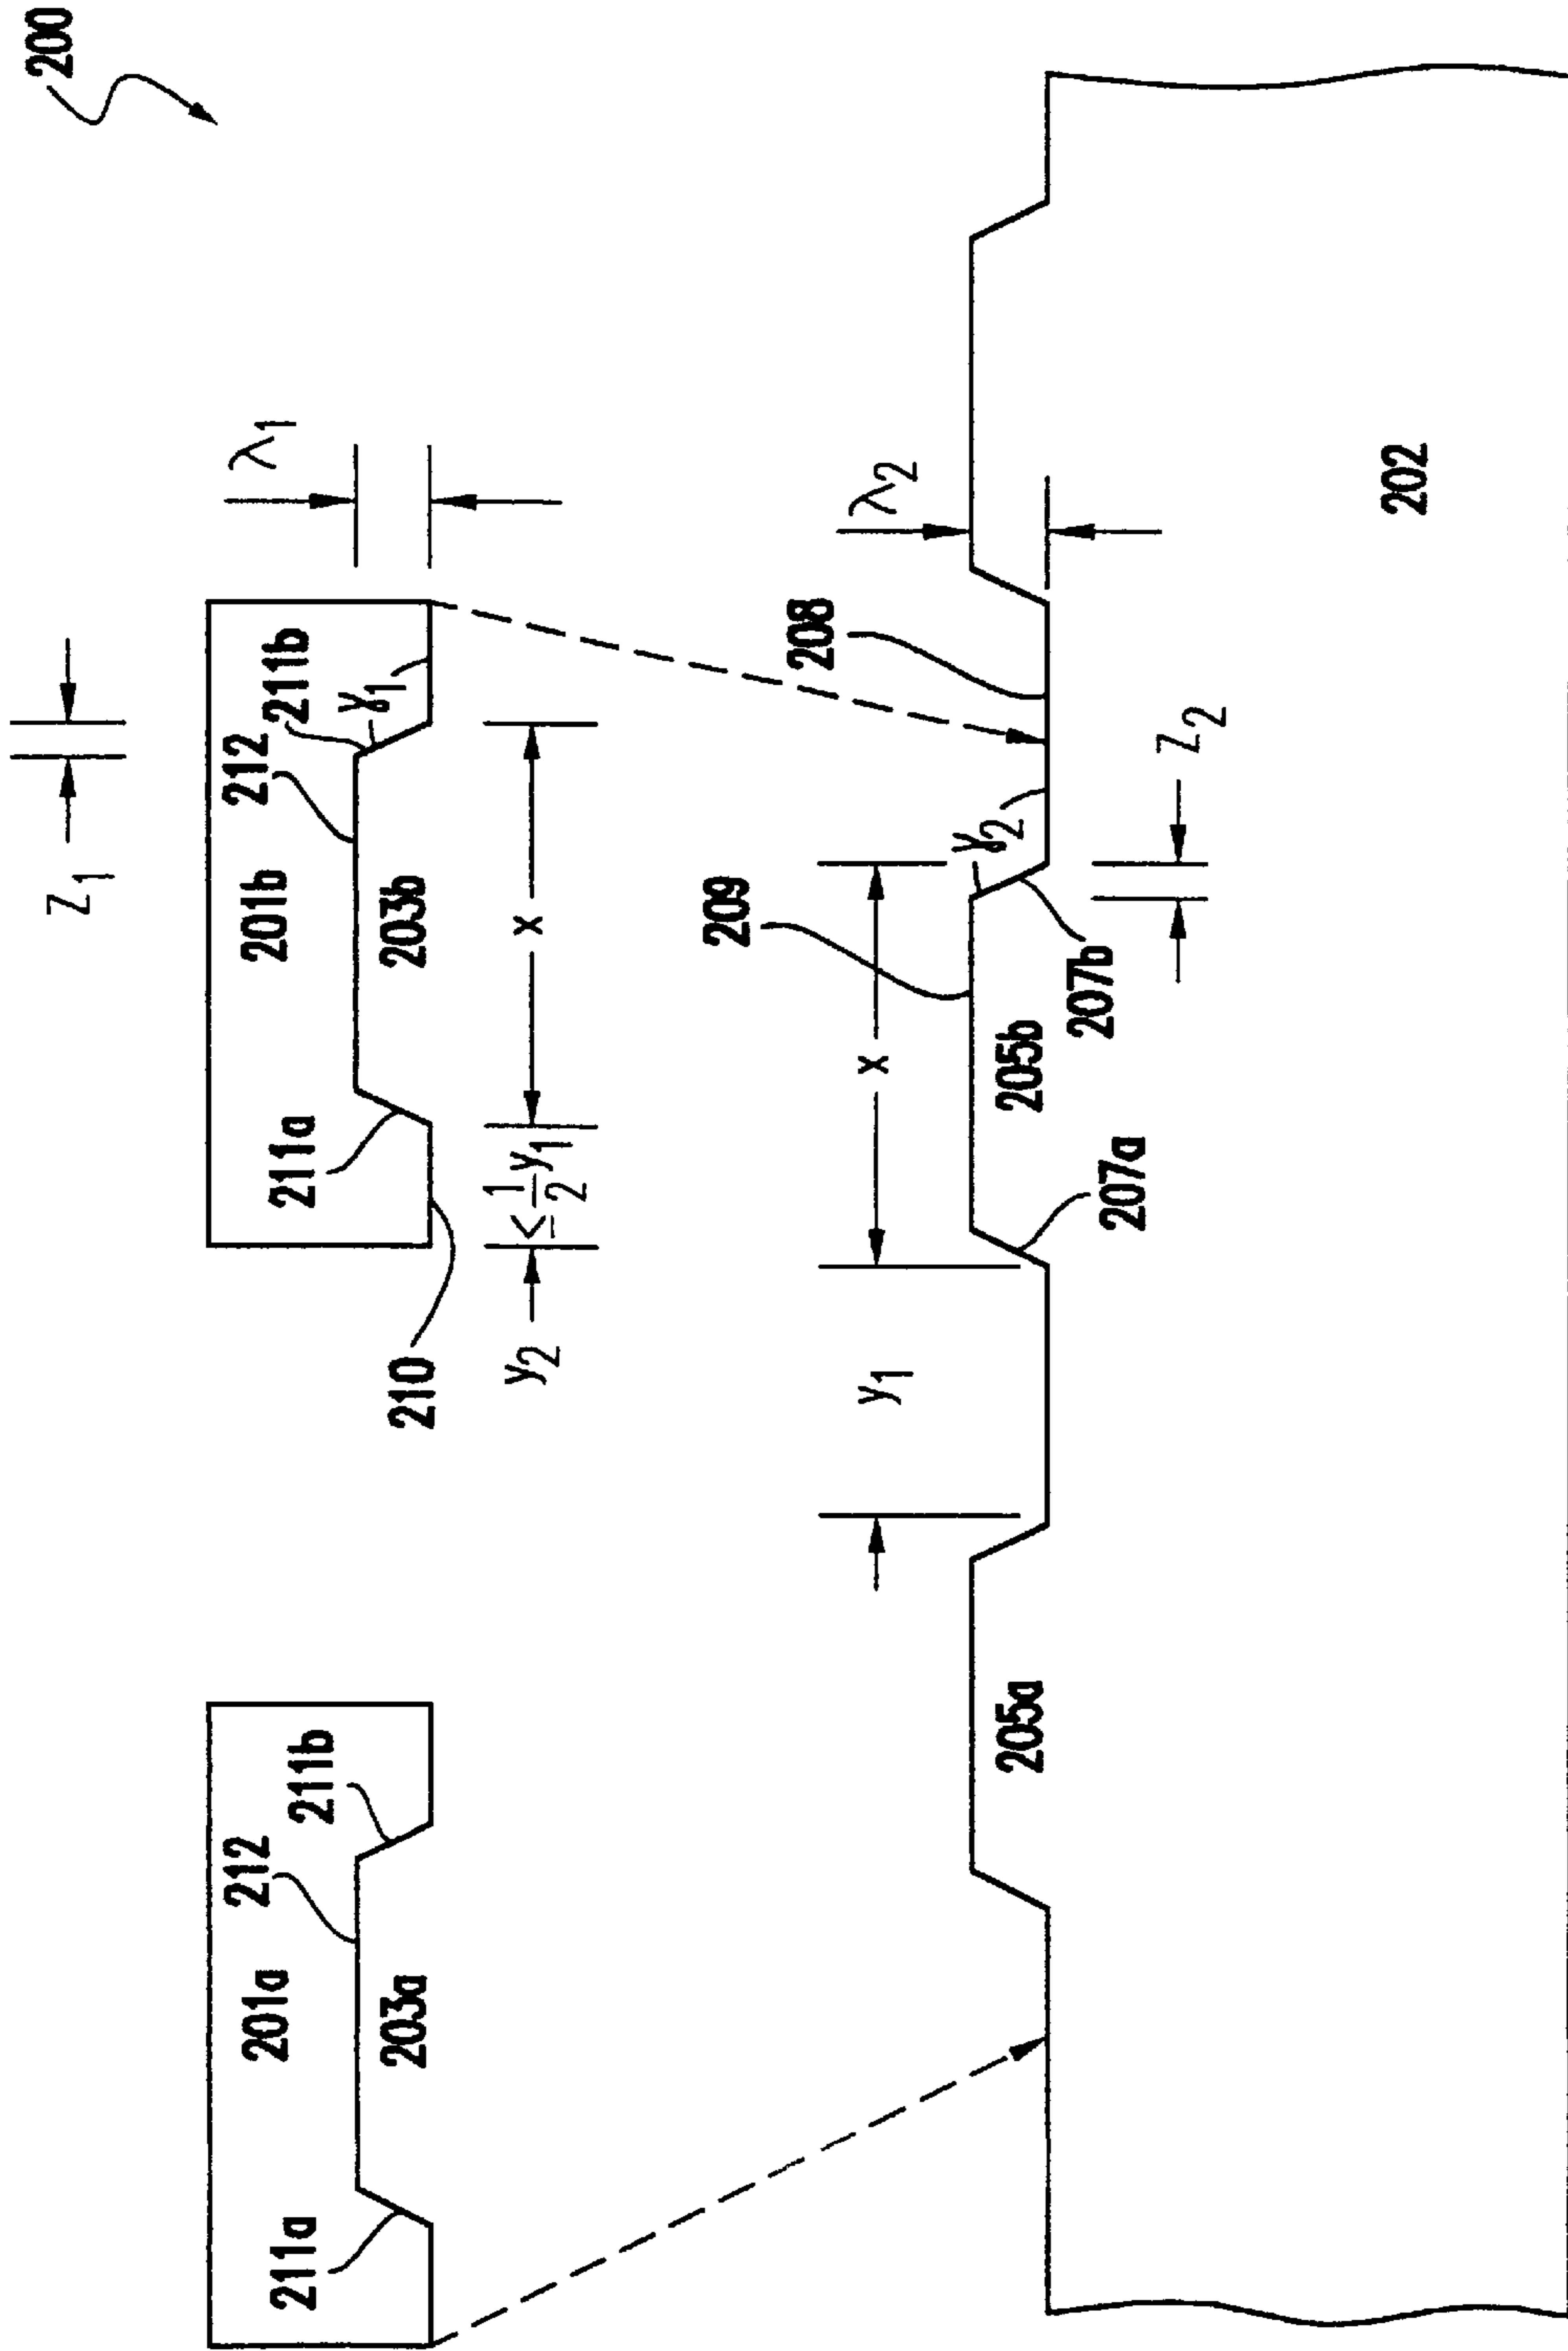 200
Z₁
201a
212
211a
211b
203a
201b
212
211a
211b
γ₁
203b
λ₁
210
y₂
≤ ½ y₁
x
209
208
λ₂
y₁
x
γ₂
205a
205b
207a
207b
Z₂
202